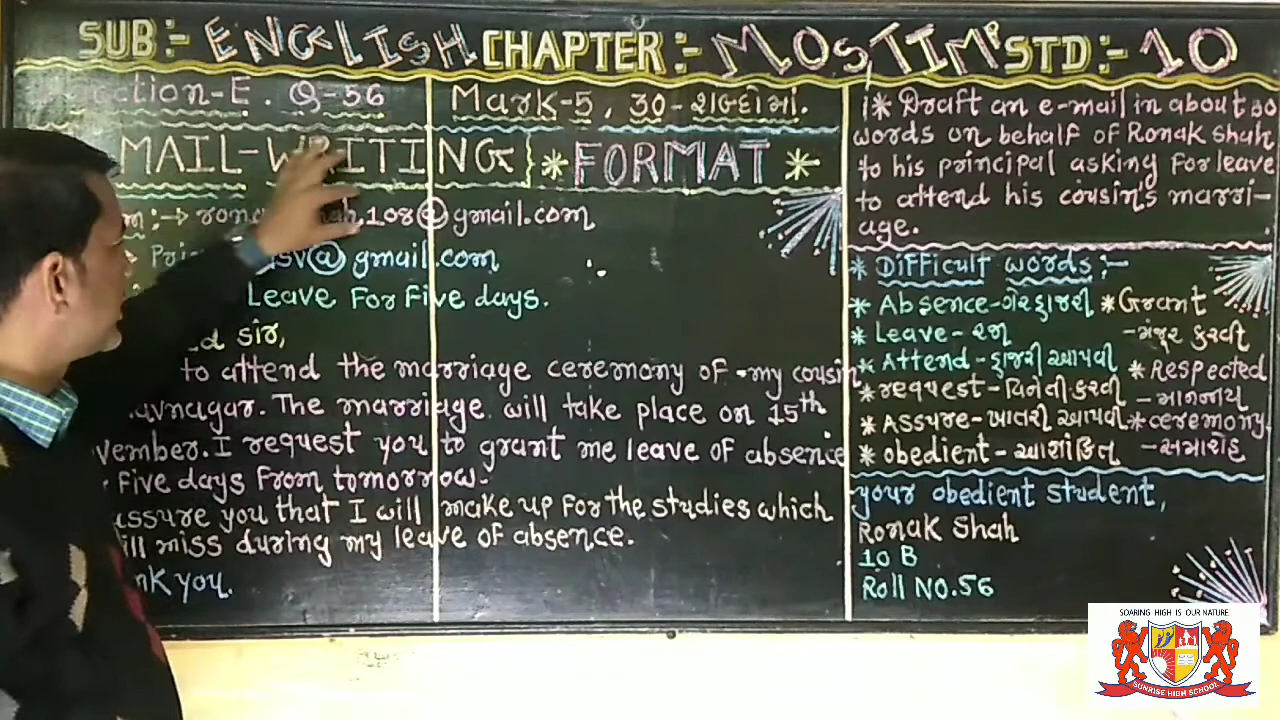 SUB:- ENGLISH CHAPTER:- MOST IMP STD:- 10
ction-E. Q-56
Mark-5, 30-શબ્દોમાં.
MAIL-WRITING} * FORMAT *
m:→ 108@gmail.com
@gmail.com
Leave For Five days.
sir,
to attend the marriage ceremony of my cousin
avnagar. The marriage will take place on 15th
vember. I request you to grant me leave of absence
Five days From tomorrow.
assure you that I will make up For the studies which
ill miss during my leave of absence.
nk you.
1* Draft an e-mail in about 30
words on behalf of Ronak Shah
to his principal asking For leave
to attend his cousin's marri-
age.
* Difficult words:-
* Absence-ગેરહાજરી * Grant
* Leave-રજા -મંજૂર કરવી
* Attend-હાજરી આપવી * Respected
* request-વિનંતી કરવી -માનનીય
* Assure-ખાતરી આપવી * ceremony.
* obedient-આજ્ઞાંકિત -સમારોહ
your obedient student,
Ronak Shah
10 B
Roll NO.56
SOARING HIGH IS OUR NATURE
SUNRISE HIGH SCHOOL